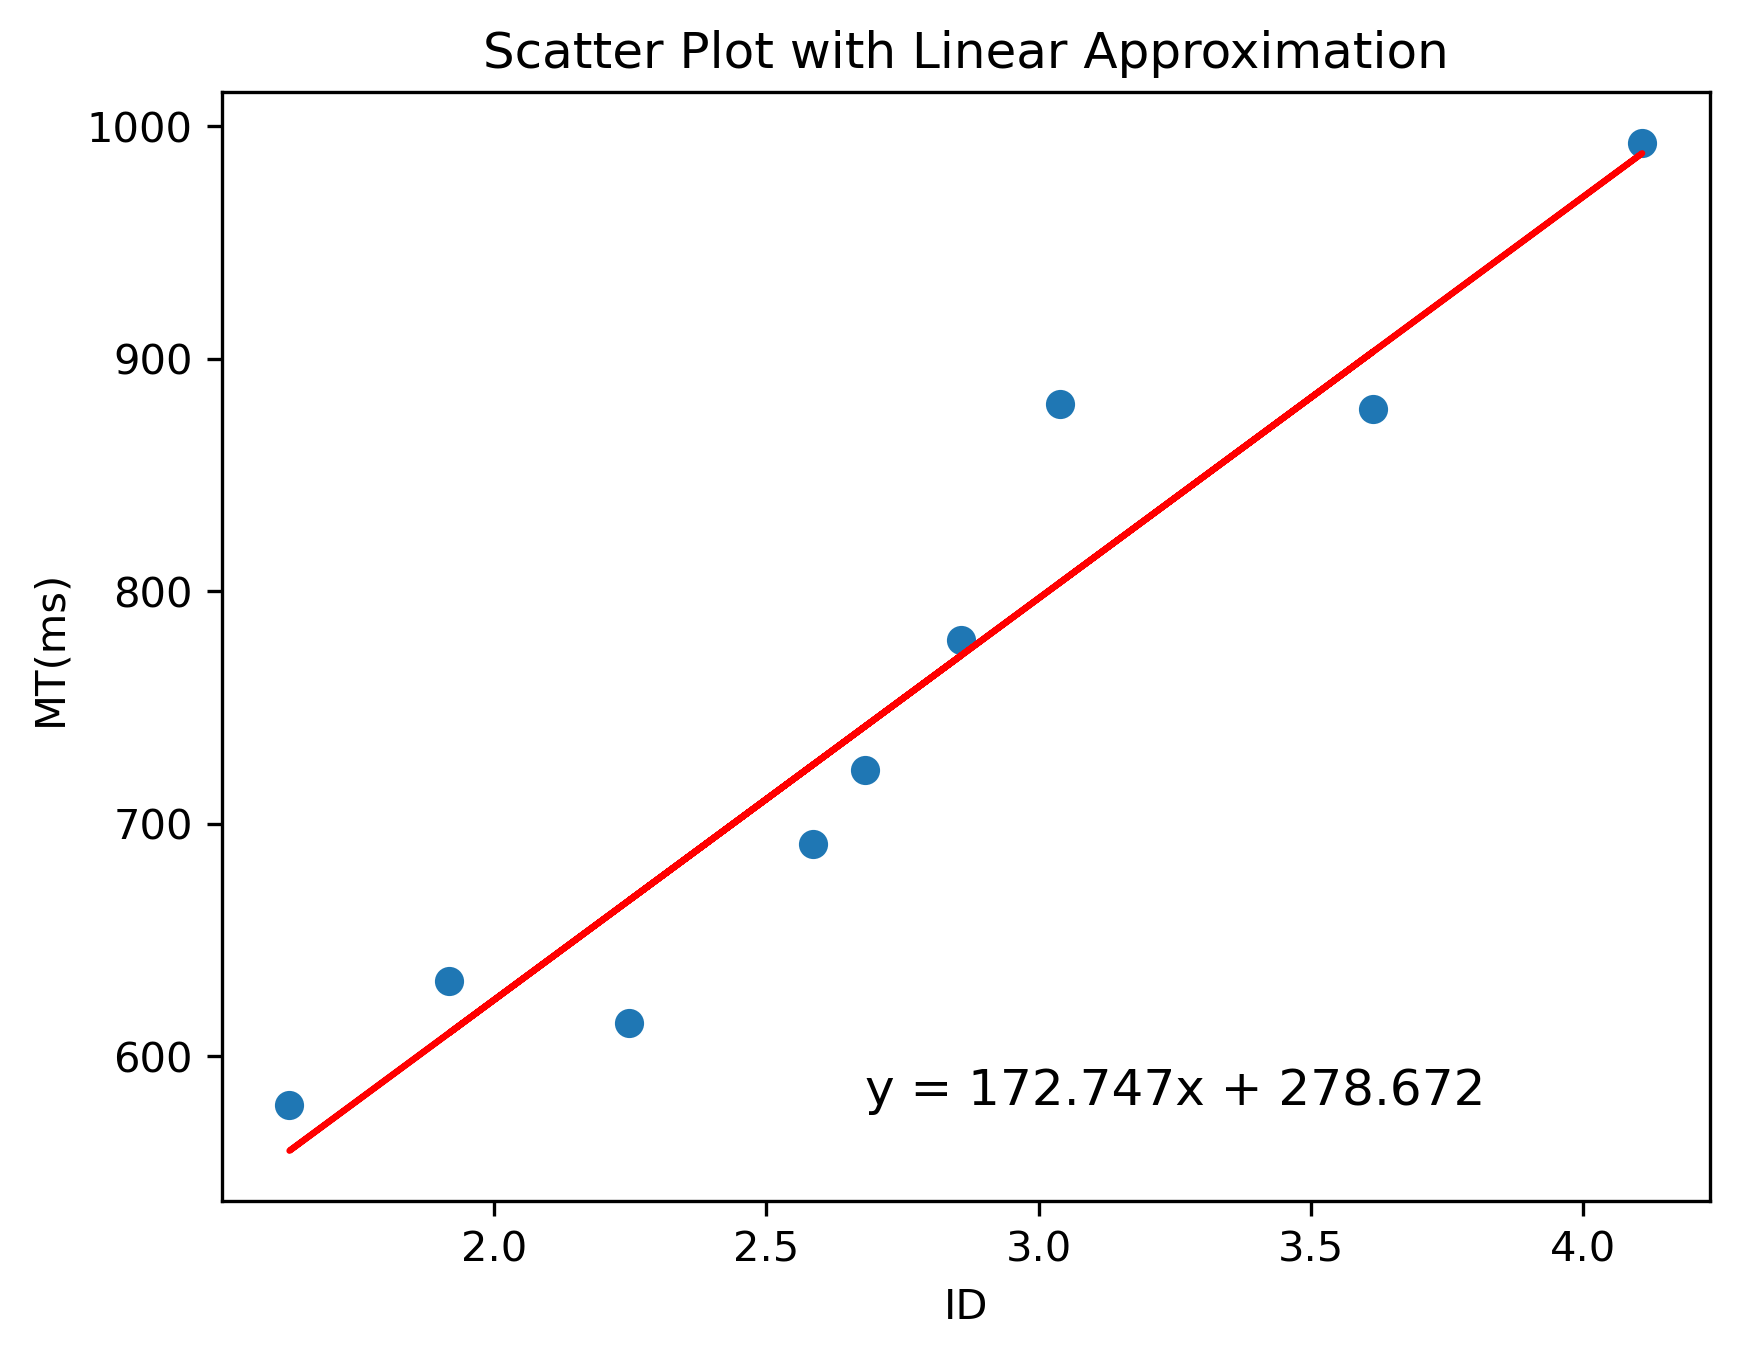 Scatter Plot with Linear Approximation
1000
900
800
700
600
MT(ms)
y = 172.747x + 278.672
2.0 2.5 3.0 3.5 4.0
ID